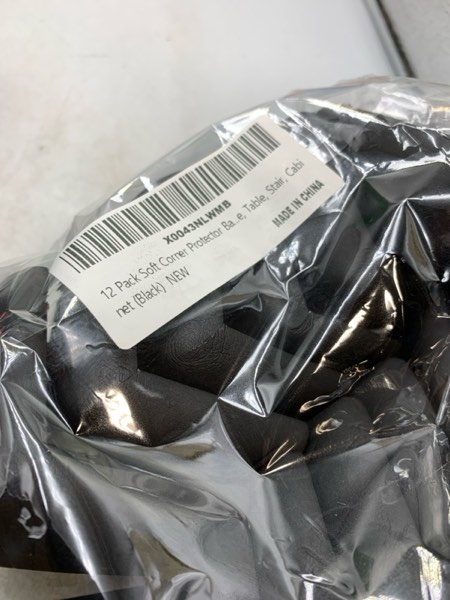 X0043NLWMB
12 Pack Soft Corner Protector Ba...e, Table, Stair, Cabi
net (Black) NEW
MADE IN CHINA